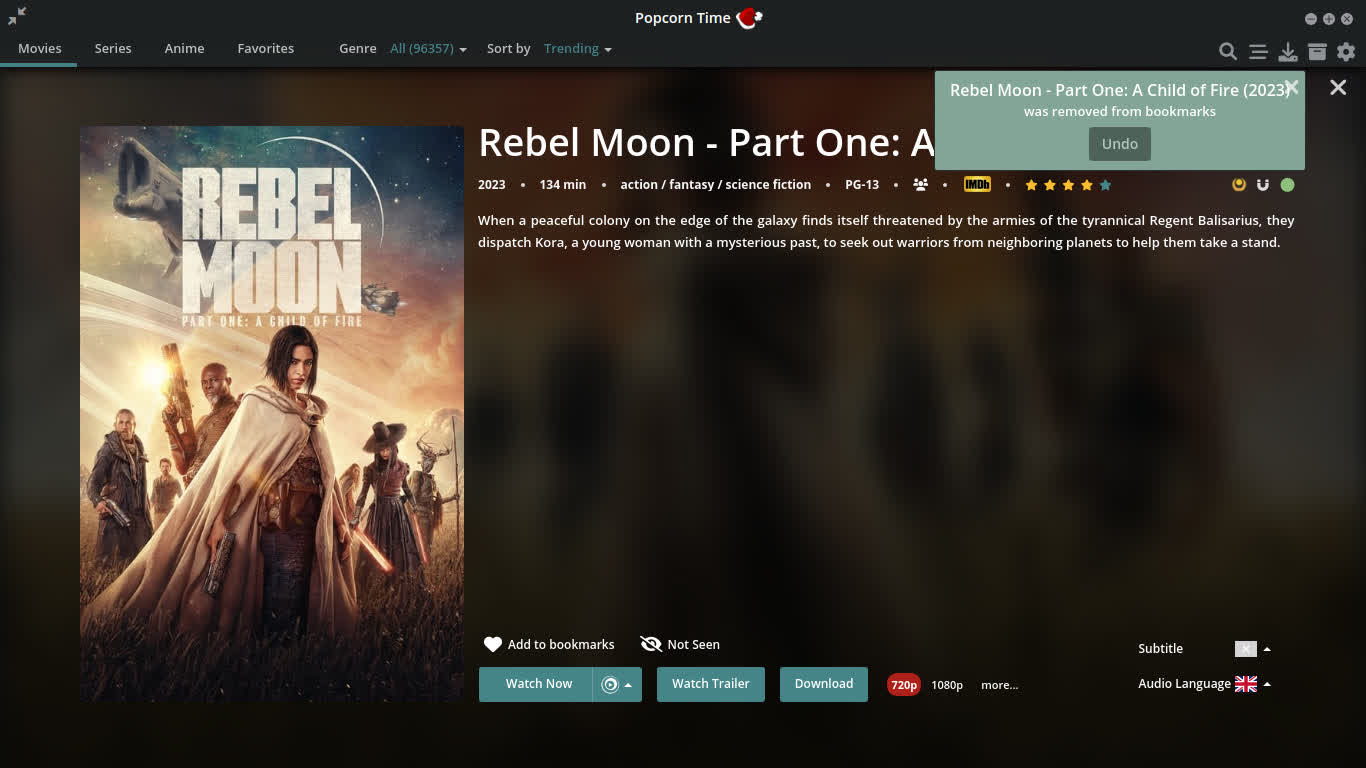 Popcorn Time
Movies Series Anime Favorites Genre All (96357) Sort by Trending
Rebel Moon - Part One: A Child of Fire (2023)
was removed from bookmarks
Undo
REBEL
MOON
PART ONE: A CHILD OF FIRE
Rebel Moon - Part One: A
2023 • 134 min • action / fantasy / science fiction • PG-13 • • IMDb •
When a peaceful colony on the edge of the galaxy finds itself threatened by the armies of the tyrannical Regent Balisarius, they
dispatch Kora, a young woman with a mysterious past, to seek out warriors from neighboring planets to help them take a stand.
Add to bookmarks Not Seen
Subtitle
Watch Now Watch Trailer Download 720p 1080p more...
Audio Language